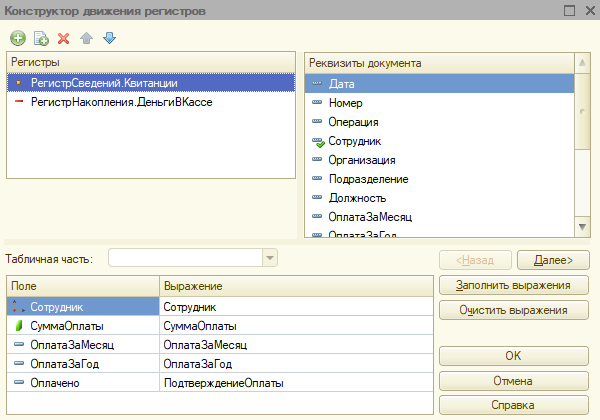 Конструктор движения регистров
Регистры
РегистрСведений.Квитанции
РегистрНакопления.ДеньгиВКассе
Реквизиты документа
Дата
Номер
Операция
Сотрудник
Организация
Подразделение
Должность
ОплатаЗаМесяц
ОплатаЗаГод
Табличная часть:
<Назад
Далее>
Поле Выражение
Сотрудник Сотрудник
СуммаОплаты СуммаОплаты
ОплатаЗаМесяц ОплатаЗаМесяц
ОплатаЗаГод ОплатаЗаГод
Оплачено ПодтверждениеОплаты
Заполнить выражения
Очистить выражения
OK
Отмена
Справка